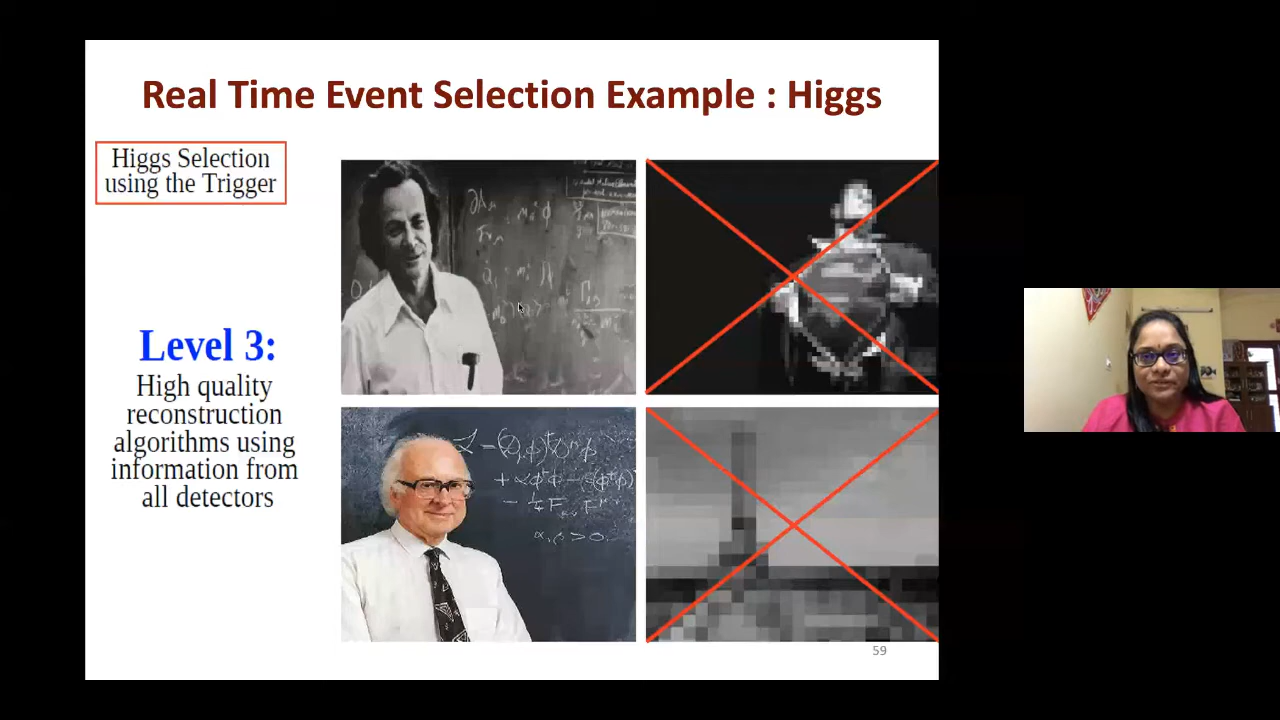 Real Time Event Selection Example : Higgs
Higgs Selection
using the Trigger
Level 3:
High quality
reconstruction
algorithms using
information from
all detectors
59